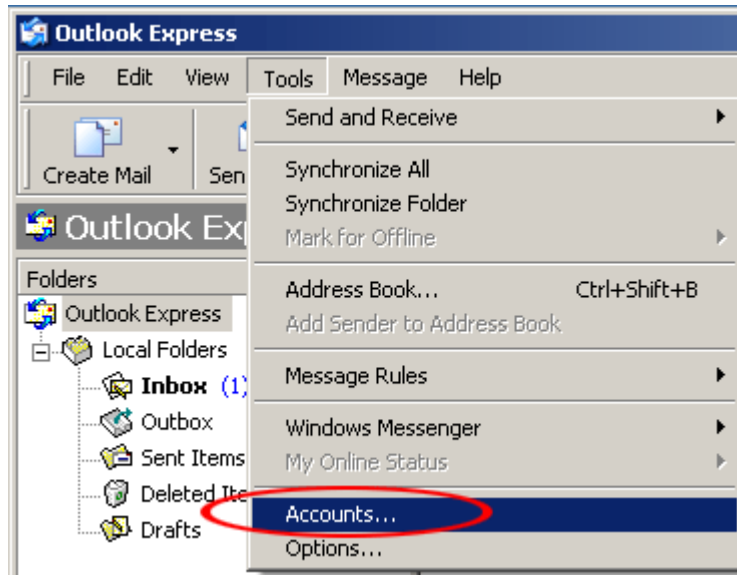 Outlook Express
File Edit View Tools Message Help
Create Mail
Send and Receive
Synchronize All
Synchronize Folder
Mark for Offline
Address Book... Ctrl+Shift+B
Add Sender to Address Book
Message Rules
Windows Messenger
My Online Status
Accounts...
Options...
Outlook Ex
Folders
Outlook Express
Local Folders
Inbox (1)
Outbox
Sent Items
Deleted Ite
Drafts